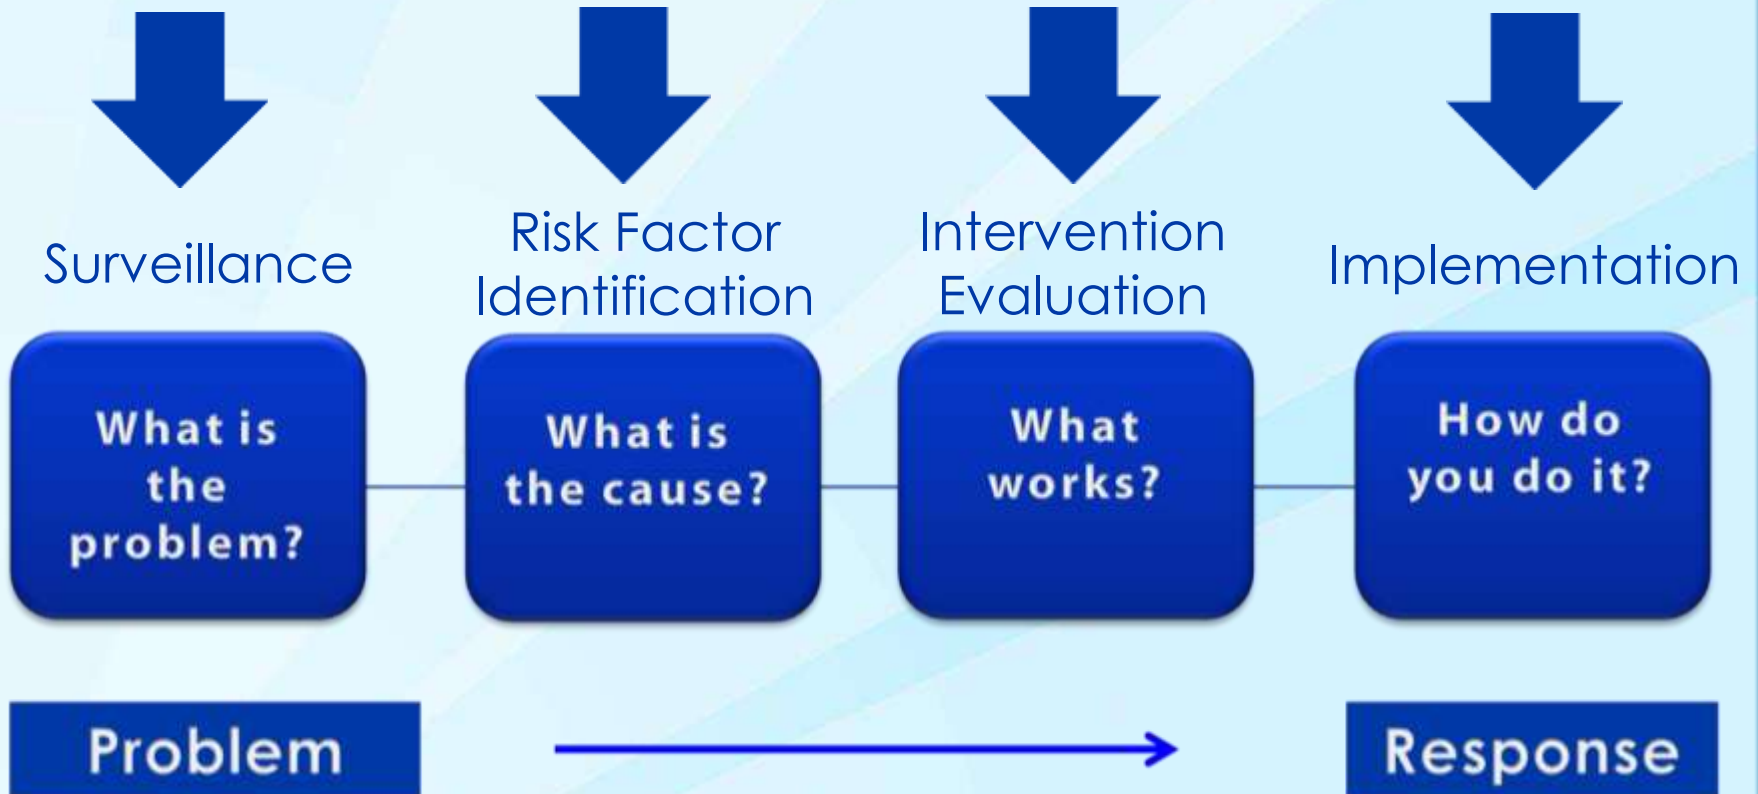 Surveillance
Risk Factor
Identification
Intervention
Evaluation
Implementation
What is
the
problem?
What is
the cause?
What
works?
How do
you do it?
Problem
Response